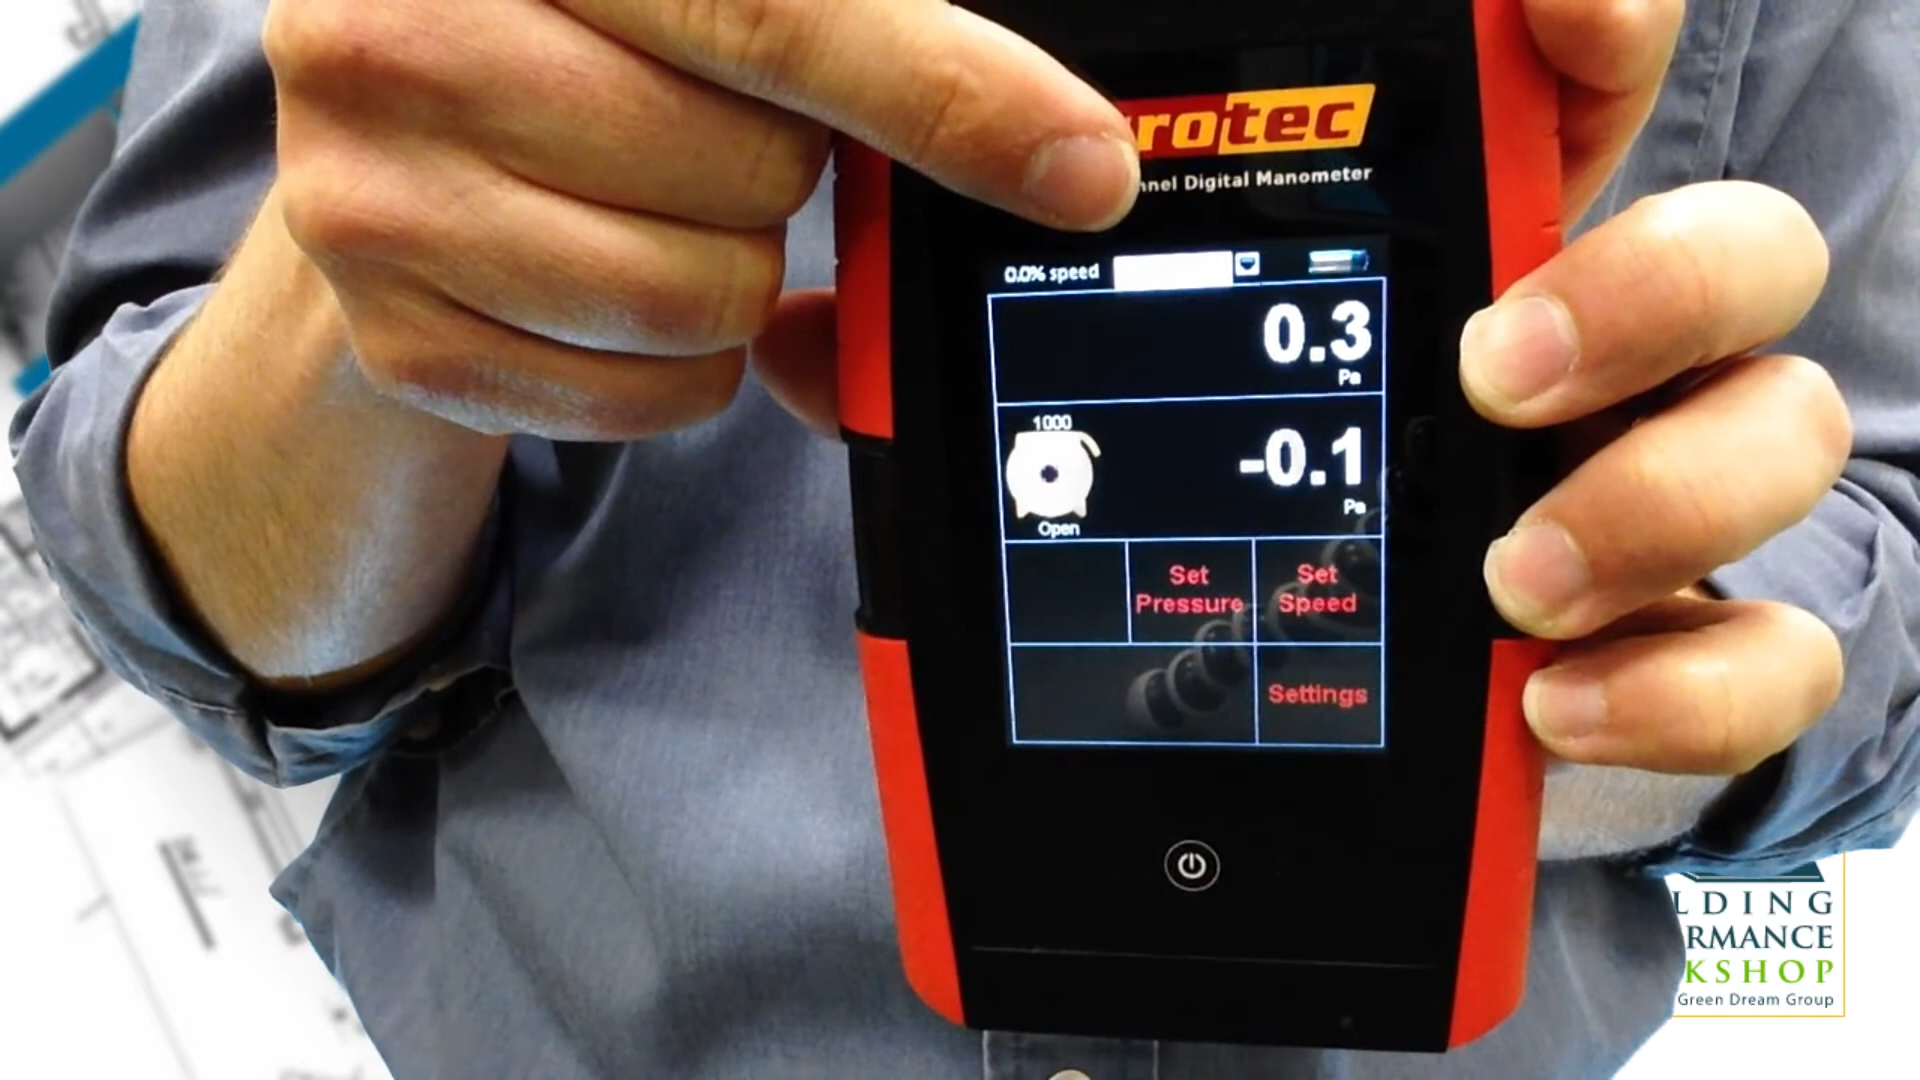 rotec
nnel Digital Manometer
0.0% speed
0.3
Pa
1000
-0.1
Pa
Open
Set
Pressure
Set
Speed
Settings
LDING
RMANCE
KSHOP
Green Dream Group